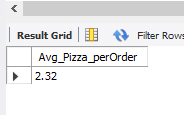 Result Grid Filter Rows
Avg_Pizza_perOrder
2.32